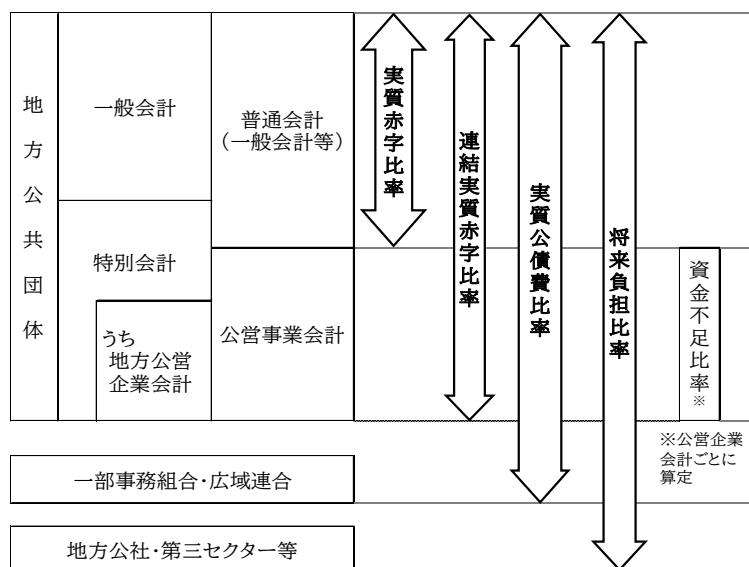 地方公共団体
一般会計
特別会計
うち
地方公営
企業会計
普通会計
（一般会計等）
公営事業会計
実質赤字比率
連結実質赤字比率
実質公債費比率
将来負担比率
資金不足比率※
※公営企業
会計ごとに
算定
一部事務組合・広域連合
地方公社・第三セクター等